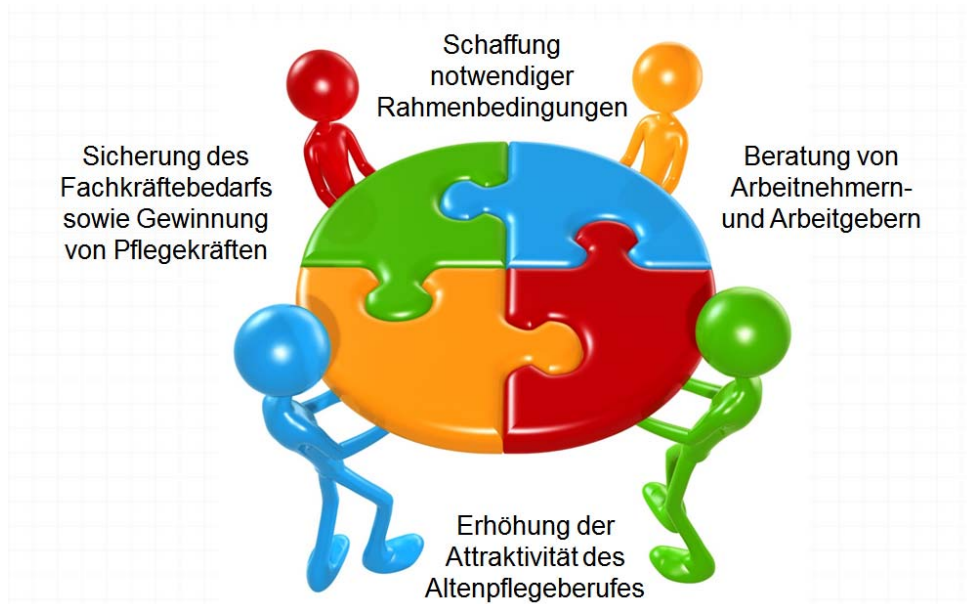 Schaffung
notwendiger
Rahmenbedingungen
Sicherung des
Fachkräftebedarfs
sowie Gewinnung
von Pflegekräften
Beratung von
Arbeitnehmern-
und Arbeitgebern
Erhöhung der
Attraktivität des
Altenpflegeberufes